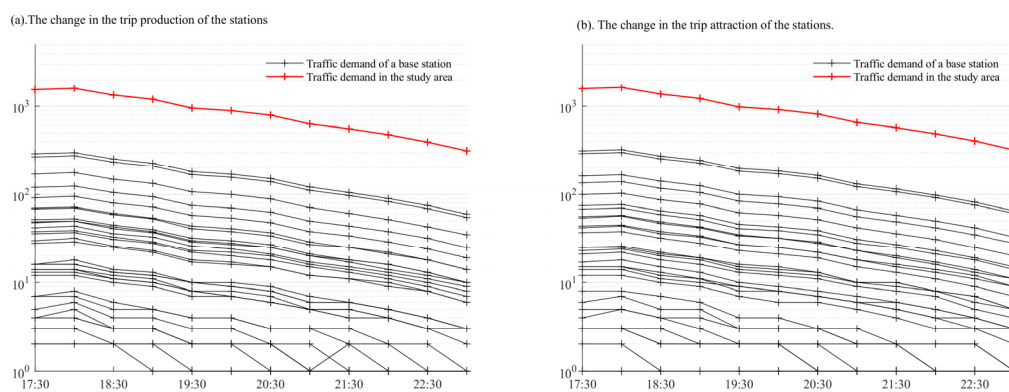 (a).The change in the trip production of the stations
(b). The change in the trip attraction of the stations.
Traffic demand of a base station
Traffic demand in the study area
10^3
10^2
10^1
10^0
17:30 18:30 19:30 20:30 21:30 22:30
Traffic demand of a base station
Traffic demand in the study area
10^3
10^2
10^1
10^0
17:30 18:30 19:30 20:30 21:30 22:30